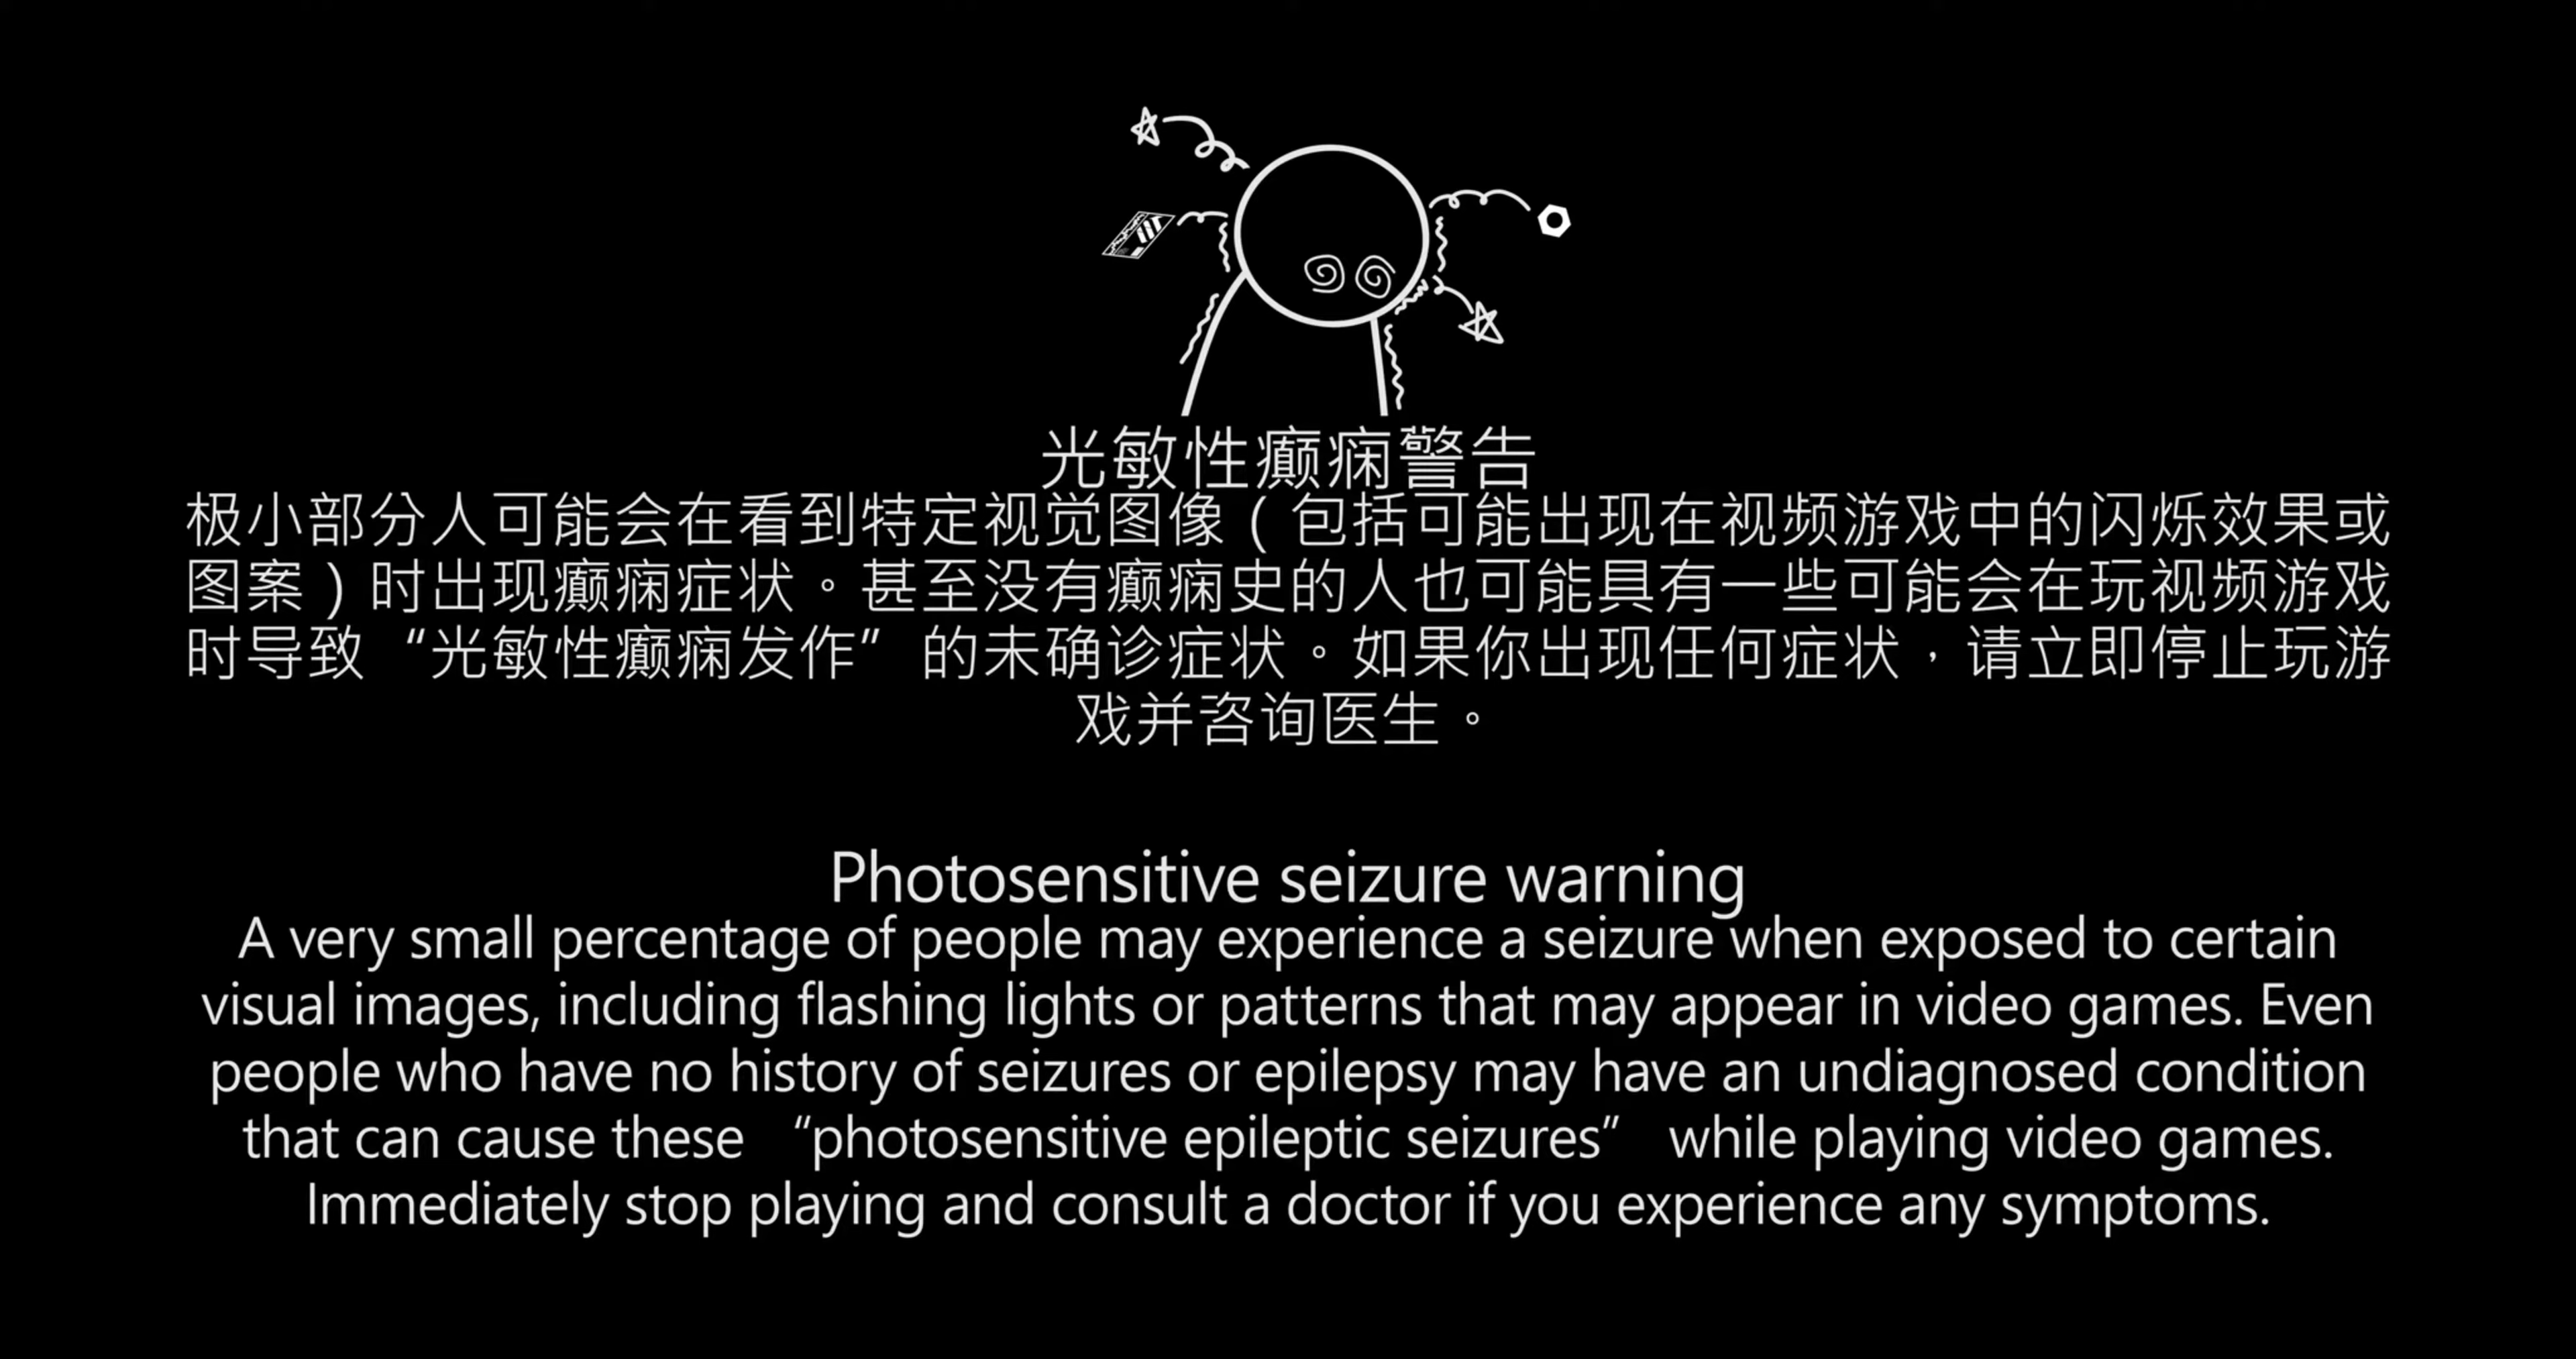 光敏性癫痫警告
极小部分人可能会在看到特定视觉图像（包括可能出现在视频游戏中的闪烁效果或
图案）时出现癫痫症状。甚至没有癫痫史的人也可能具有一些可能会在玩视频游戏
时导致“光敏性癫痫发作”的未确诊症状。如果你出现任何症状，请立即停止玩游
戏并咨询医生。
Photosensitive seizure warning
A very small percentage of people may experience a seizure when exposed to certain
visual images, including flashing lights or patterns that may appear in video games. Even
people who have no history of seizures or epilepsy may have an undiagnosed condition
that can cause these “photosensitive epileptic seizures” while playing video games.
Immediately stop playing and consult a doctor if you experience any symptoms.